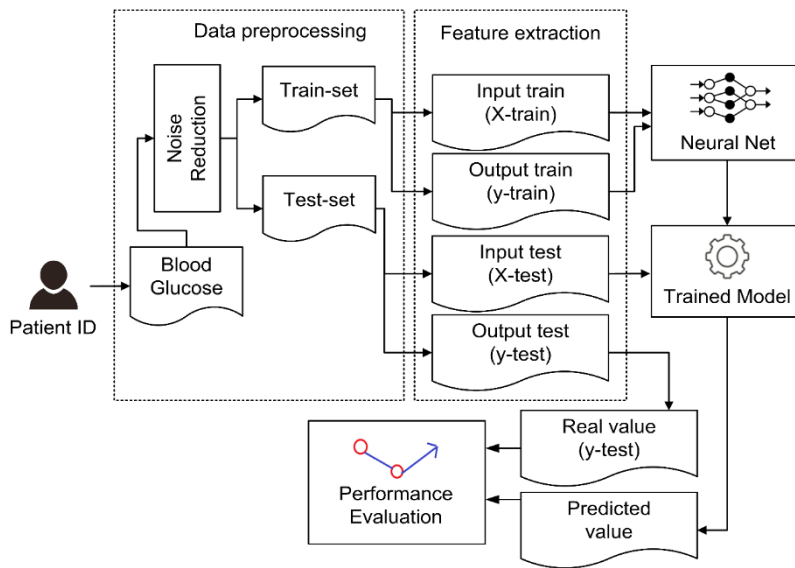 Data preprocessing
Feature extraction
Noise
Reduction
Train-set
Test-set
Blood
Glucose
Patient ID
Input train
(X-train)
Output train
(y-train)
Input test
(X-test)
Output test
(y-test)
Neural Net
Trained Model
Real value
(y-test)
Predicted
value
Performance
Evaluation